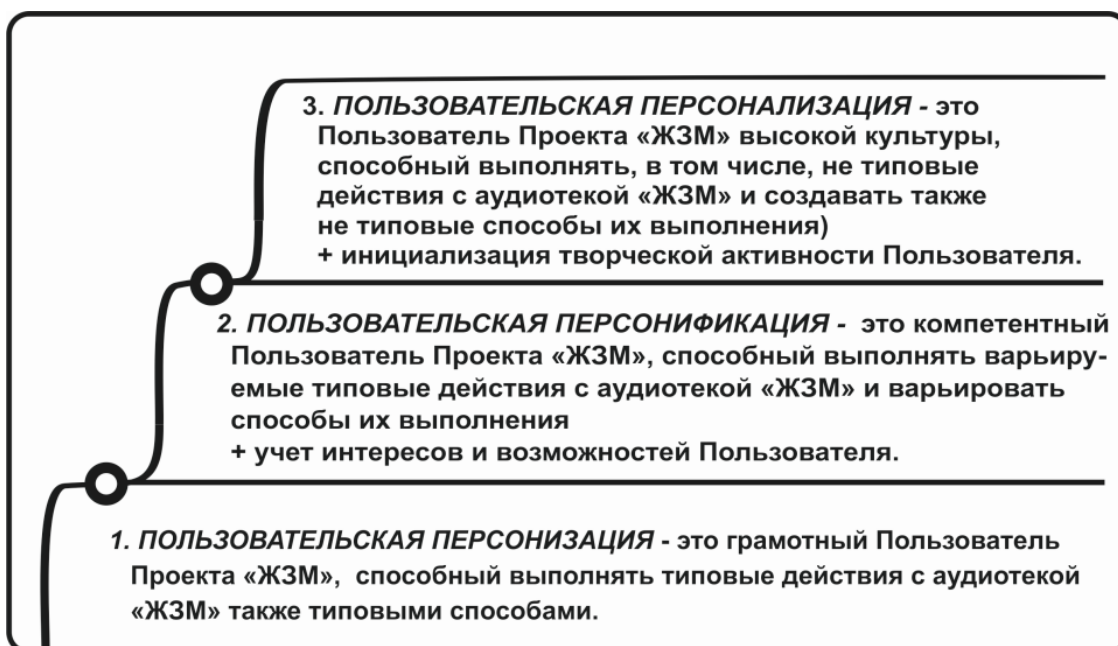 3. ПОЛЬЗОВАТЕЛЬСКАЯ ПЕРСОНАЛИЗАЦИЯ - это
Пользователь Проекта «ЖЗМ» высокой культуры,
способный выполнять, в том числе, не типовые
действия с аудиотекой «ЖЗМ» и создавать также
не типовые способы их выполнения)
+ инициализация творческой активности Пользователя.
2. ПОЛЬЗОВАТЕЛЬСКАЯ ПЕРСОНИФИКАЦИЯ - это компетентный
Пользователь Проекта «ЖЗМ», способный выполнять варьиру-
емые типовые действия с аудиотекой «ЖЗМ» и варьировать
способы их выполнения
+ учет интересов и возможностей Пользователя.
1. ПОЛЬЗОВАТЕЛЬСКАЯ ПЕРСОНИЗАЦИЯ - это грамотный Пользователь
Проекта «ЖЗМ», способный выполнять типовые действия с аудиотекой
«ЖЗМ» также типовыми способами.